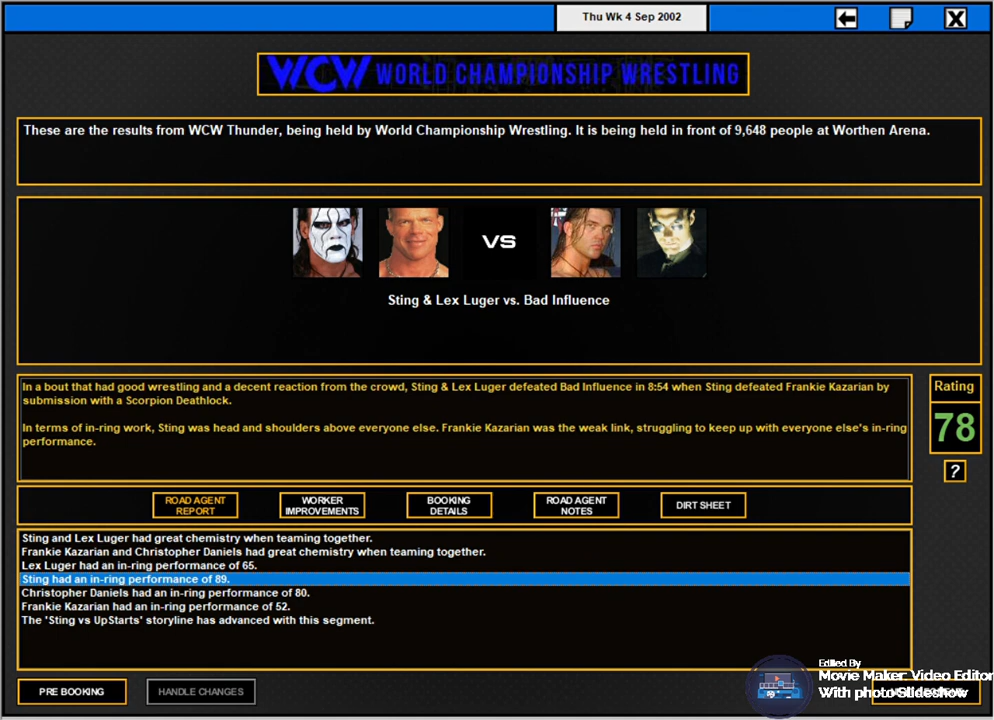 Thu Wk 4 Sep 2002
WCW WORLD CHAMPIONSHIP WRESTLING
These are the results from WCW Thunder, being held by World Championship Wrestling. It is being held in front of 9,648 people at Worthen Arena.
VS
Sting & Lex Luger vs. Bad Influence
In a bout that had good wrestling and a decent reaction from the crowd, Sting & Lex Luger defeated Bad Influence in 8:54 when Sting defeated Frankie Kazarian by
submission with a Scorpion Deathlock.
In terms of in-ring work, Sting was head and shoulders above everyone else. Frankie Kazarian was the weak link, struggling to keep up with everyone else's in-ring
performance.
Rating
78
?
ROAD AGENT
REPORT
WORKER
IMPROVEMENTS
BOOKING
DETAILS
ROAD AGENT
NOTES
DIRT SHEET
Sting and Lex Luger had great chemistry when teaming together.
Frankie Kazarian and Christopher Daniels had great chemistry when teaming together.
Lex Luger had an in-ring performance of 65.
Sting had an in-ring performance of 89.
Christopher Daniels had an in-ring performance of 80.
Frankie Kazarian had an in-ring performance of 52.
The 'Sting vs UpStarts' storyline has advanced with this segment.
PRE BOOKING
HANDLE CHANGES
Edited By
Movie Maker: Video Editor
With photo Slideshow